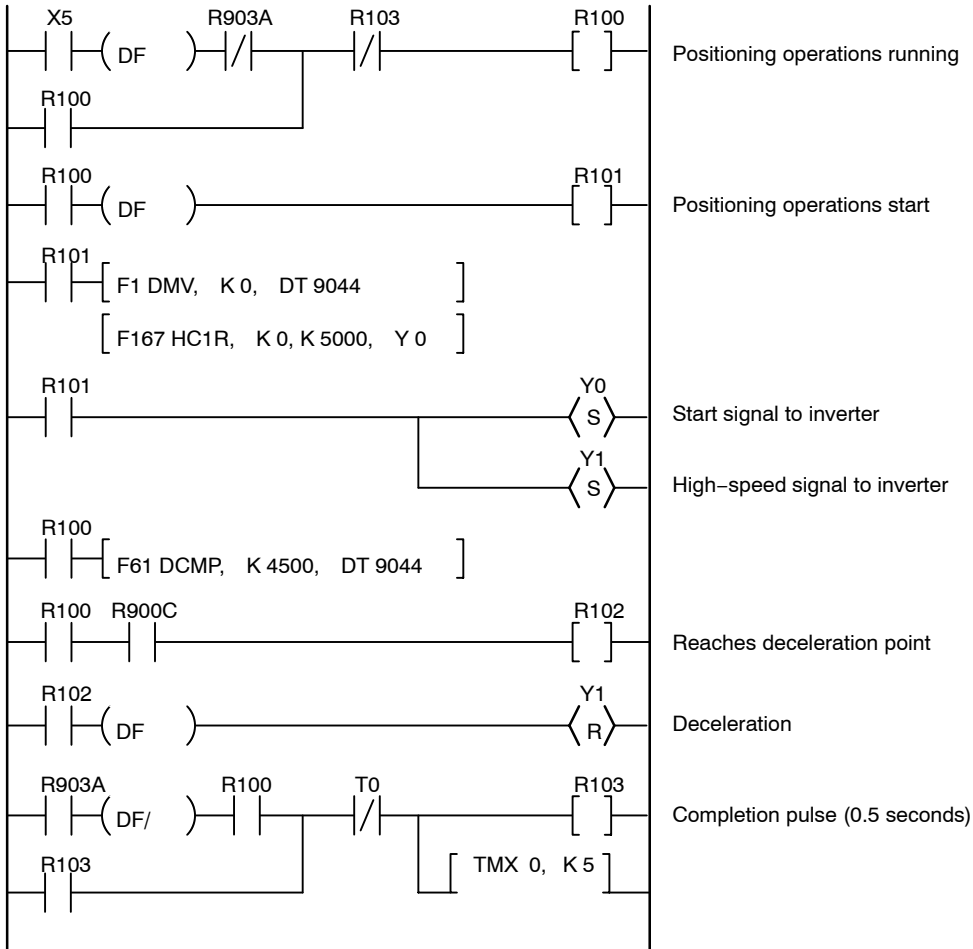 X5 R903A R103 R100
DF Positioning operations running
R100
R100 R101
DF Positioning operations start
R101
F1 DMV, K 0, DT 9044
F167 HC1R, K 0, K 5000, Y 0
R101 Y0
S Start signal to inverter
Y1
S High−speed signal to inverter
R100
F61 DCMP, K 4500, DT 9044
R100 R900C R102
Reaches deceleration point
R102 Y1
DF R Deceleration
R903A R100 T0 R103
DF/ Completion pulse (0.5 seconds)
R103 TMX 0, K 5